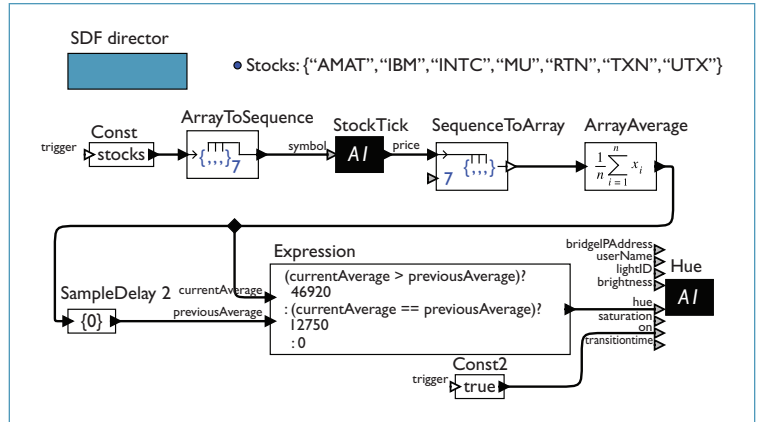 SDF director
Stocks: {“AMAT”,“IBM”,“INTC”,“MU”,“RTN”,“TXN”,“UTX”}
Const
trigger
stocks
ArrayToSequence
{,,,} 7
StockTick
symbol
AI
price
SequenceToArray
7 {,,,}
ArrayAverage
1/n n ∑ i = 1 x i
SampleDelay 2
{0}
Expression
currentAverage
previousAverage
(currentAverage > previousAverage)?
46920
: (currentAverage == previousAverage)?
12750
: 0
bridgeIPAddress
userName
lightID
brightness
hue
saturation
on
transitiontime
Hue
AI
Const2
trigger
true